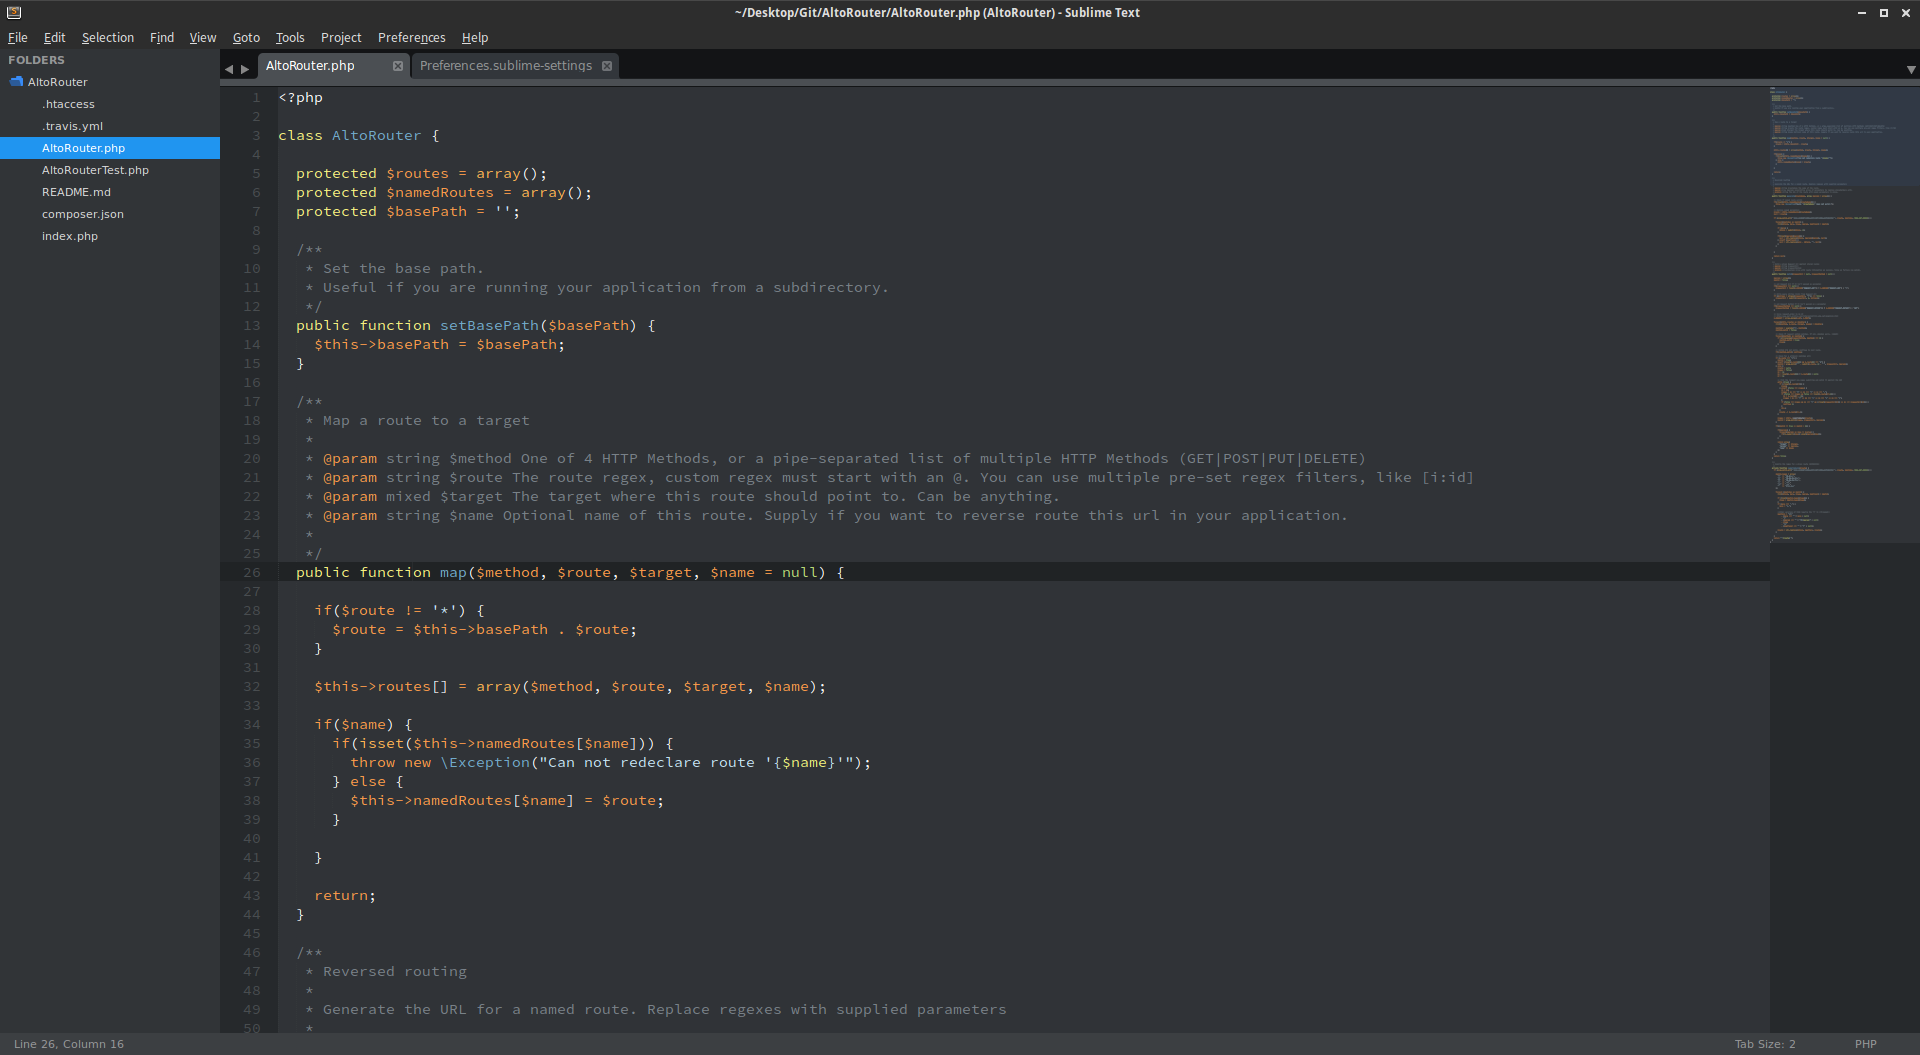 ~/Desktop/Git/AltoRouter/AltoRouter.php (AltoRouter) - Sublime Text
File Edit Selection Find View Goto Tools Project Preferences Help
FOLDERS
AltoRouter
.htaccess
.travis.yml
AltoRouter.php
AltoRouterTest.php
README.md
composer.json
index.php
AltoRouter.php Preferences.sublime-settings
1 <?php
2
3 class AltoRouter {
4
5   protected $routes = array();
6   protected $namedRoutes = array();
7   protected $basePath = '';
8
9   /**
10    * Set the base path.
11    * Useful if you are running your application from a subdirectory.
12    */
13   public function setBasePath($basePath) {
14     $this->basePath = $basePath;
15   }
16
17   /**
18    * Map a route to a target
19    *
20    * @param string $method One of 4 HTTP Methods, or a pipe-separated list of multiple HTTP Methods (GET|POST|PUT|DELETE)
21    * @param string $route The route regex, custom regex must start with an @. You can use multiple pre-set regex filters, like [i:id]
22    * @param mixed $target The target where this route should point to. Can be anything.
23    * @param string $name Optional name of this route. Supply if you want to reverse route this url in your application.
24    *
25    */
26   public function map($method, $route, $target, $name = null) {
27
28     if($route != '*') {
29       $route = $this->basePath . $route;
30     }
31
32     $this->routes[] = array($method, $route, $target, $name);
33
34     if($name) {
35       if(isset($this->namedRoutes[$name])) {
36         throw new \Exception("Can not redeclare route '{$name}'");
37       } else {
38         $this->namedRoutes[$name] = $route;
39       }
40
41     }
42
43     return;
44   }
45
46   /**
47    * Reversed routing
48    *
49    * Generate the URL for a named route. Replace regexes with supplied parameters
50    *
Line 26, Column 16
Tab Size: 2
PHP